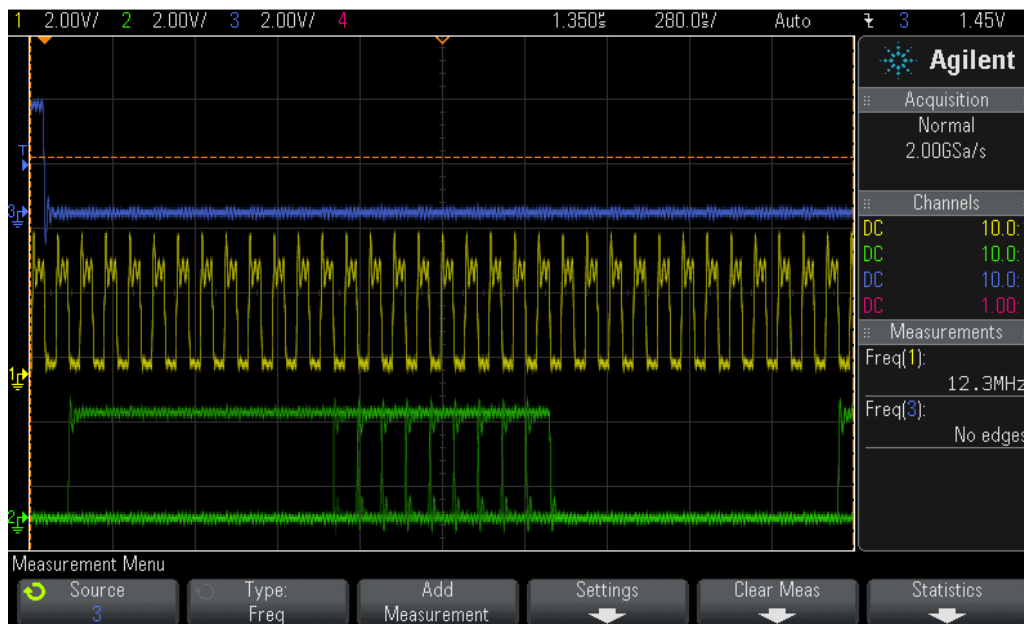 1 2.00V/ 2 2.00V/ 3 2.00V/ 4 1.350us 280.0ns/ Auto 3 1.45V
Agilent
Acquisition
Normal
2.00GSa/s
Channels
DC 10.0:
DC 10.0:
DC 10.0:
DC 1.00:
Measurements
Freq(1):
12.3MHz
Freq(3):
No edges
T
3
1
2
Measurement Menu
Source
3
Type:
Freq
Add
Measurement
Settings
Clear Meas
Statistics